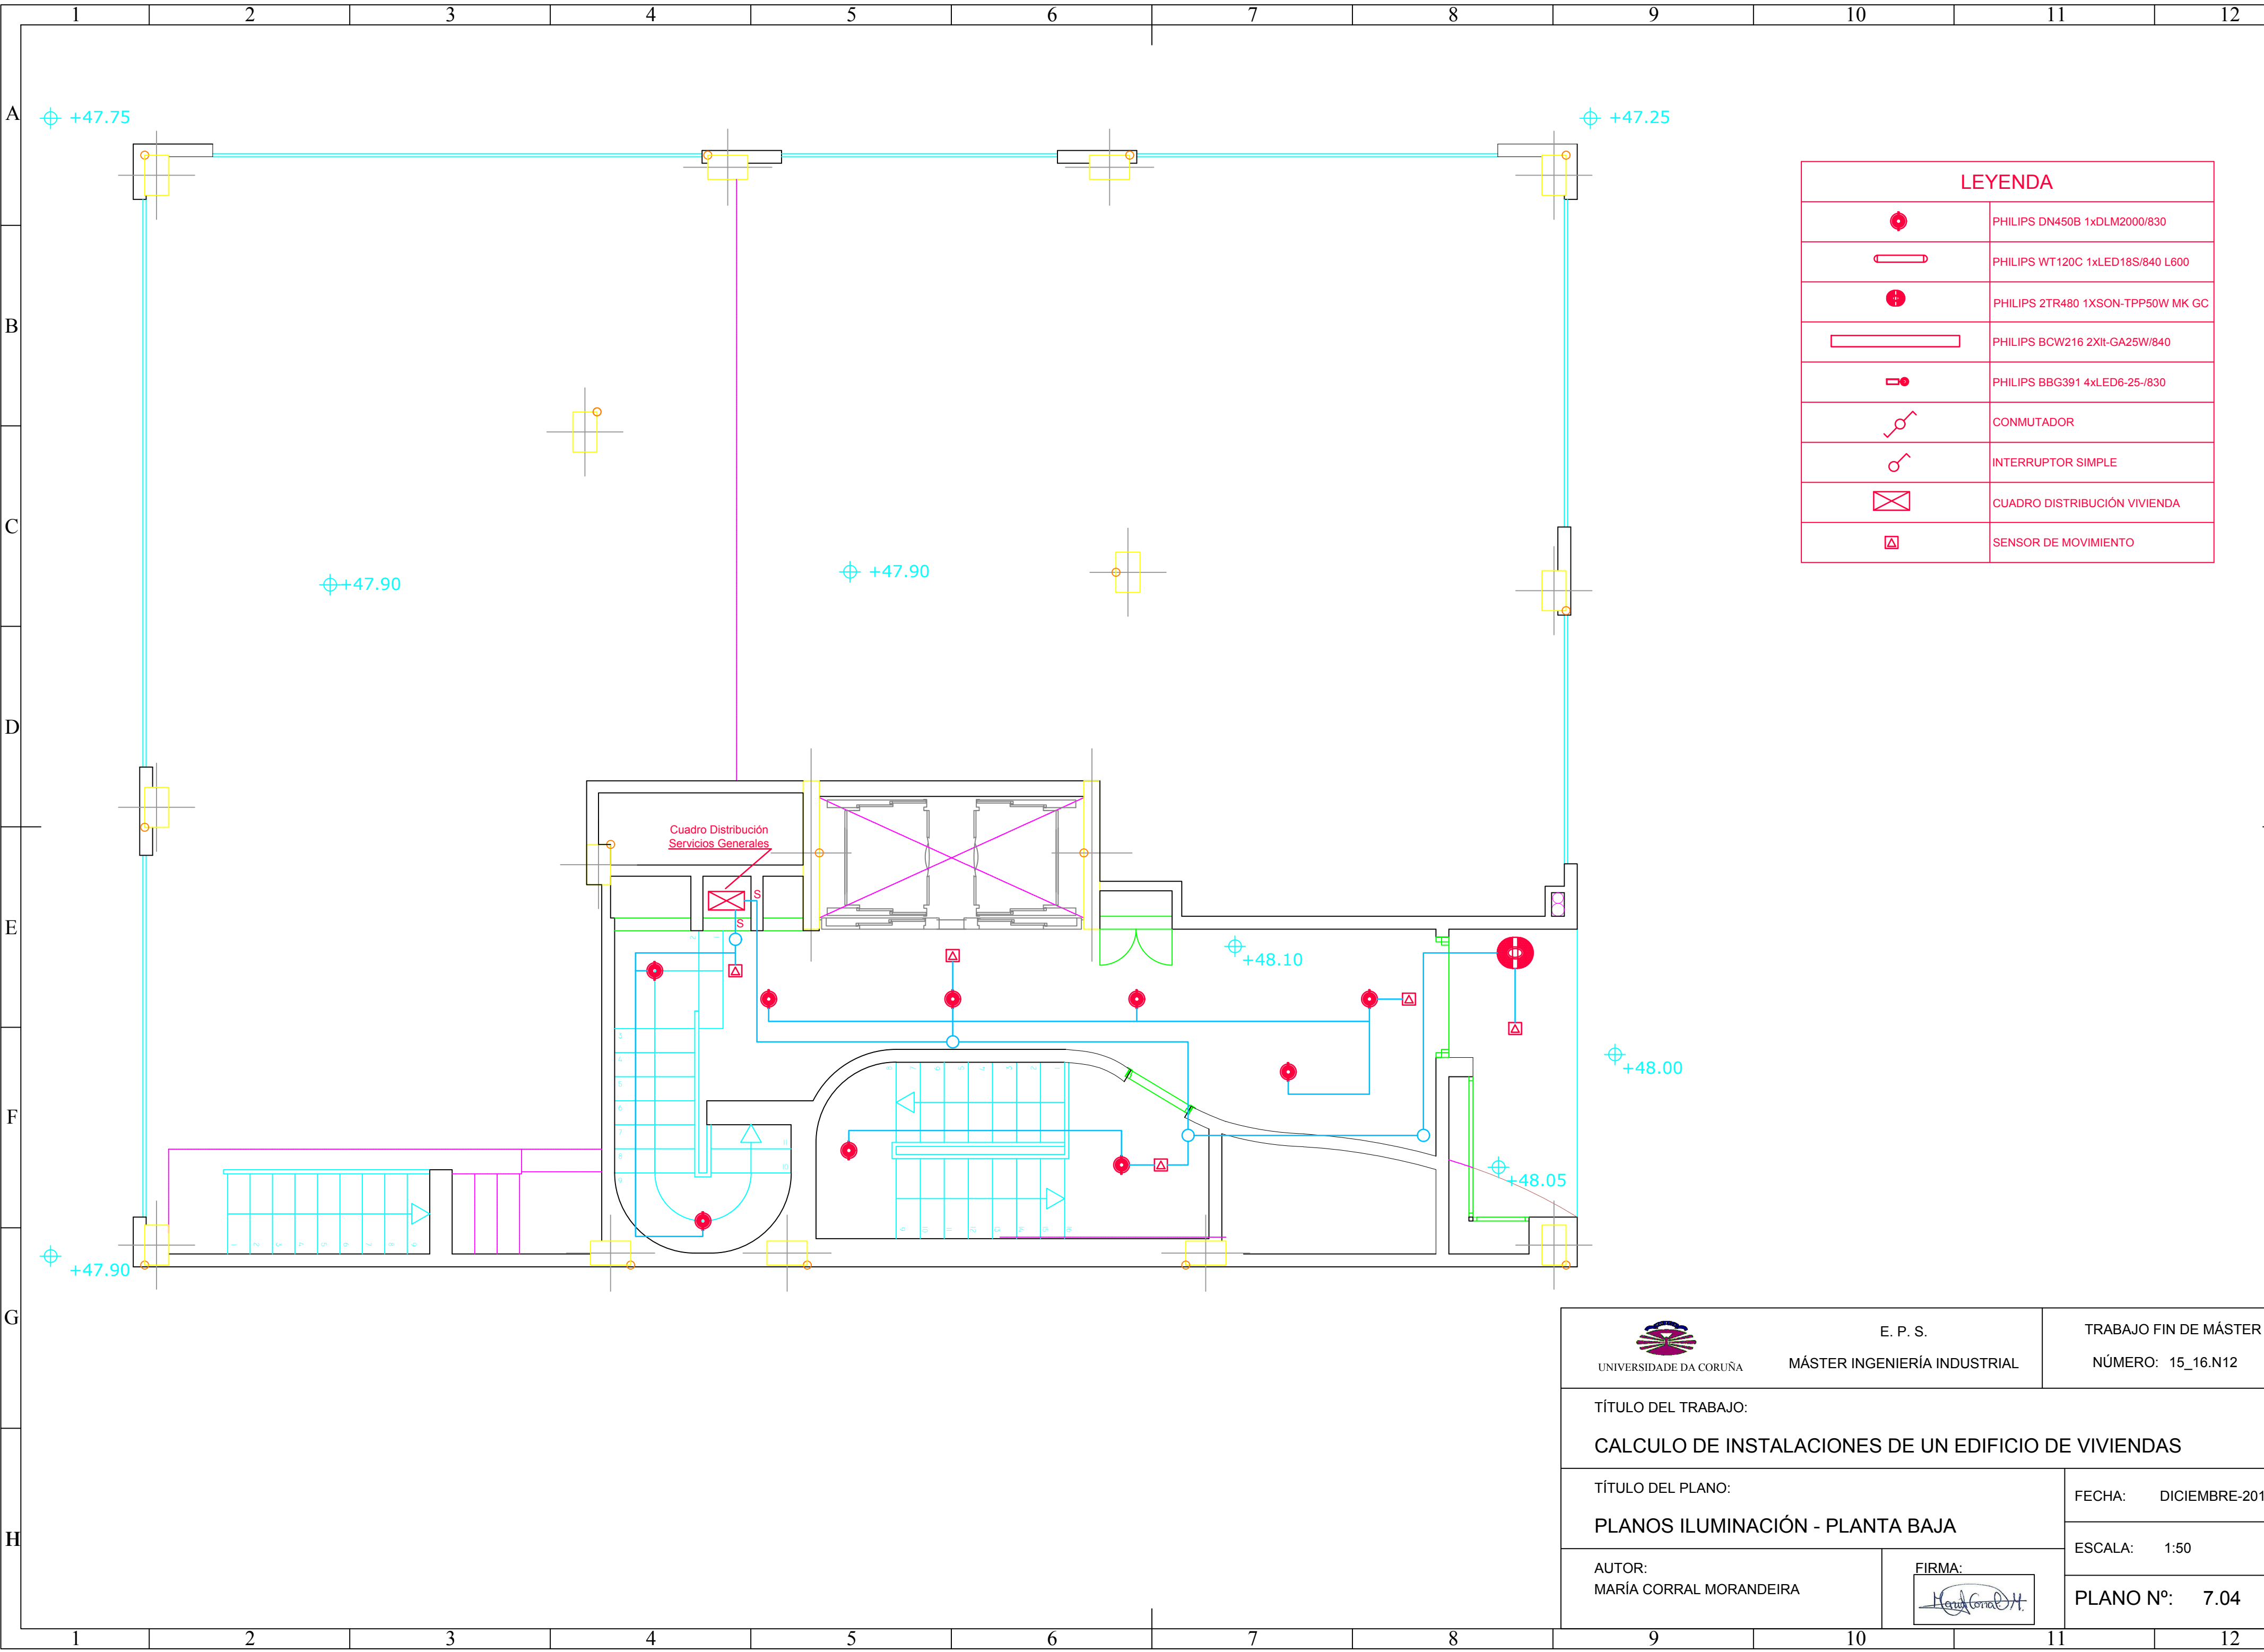 1 2 3 4 5 6 7 8 9 10 11 12
A
+47.75
+47.25
LEYENDA
PHILIPS DN450B 1xDLM2000/830
PHILIPS WT120C 1xLED18S/840 L600
PHILIPS 2TR480 1XSON-TPP50W MK GC
PHILIPS BCW216 2Xlt-GA25W/840
PHILIPS BBG391 4xLED6-25-/830
CONMUTADOR
INTERRUPTOR SIMPLE
CUADRO DISTRIBUCIÓN VIVIENDA
SENSOR DE MOVIMIENTO
B
C
+47.90
+47.90
D
Cuadro Distribución
Servicios Generales
S
S
E
+48.10
+48.00
F
+48.05
+47.90
G
UNIVERSIDADE DA CORUÑA
E. P. S.
MÁSTER INGENIERÍA INDUSTRIAL
TRABAJO FIN DE MÁSTER
NÚMERO: 15_16.N12
TÍTULO DEL TRABAJO:
CALCULO DE INSTALACIONES DE UN EDIFICIO DE VIVIENDAS
TÍTULO DEL PLANO:
PLANOS ILUMINACIÓN - PLANTA BAJA
FECHA: DICIEMBRE-201
ESCALA: 1:50
H
AUTOR:
MARÍA CORRAL MORANDEIRA
FIRMA:
PLANO Nº: 7.04
1 2 3 4 5 6 7 8 9 10 11 12